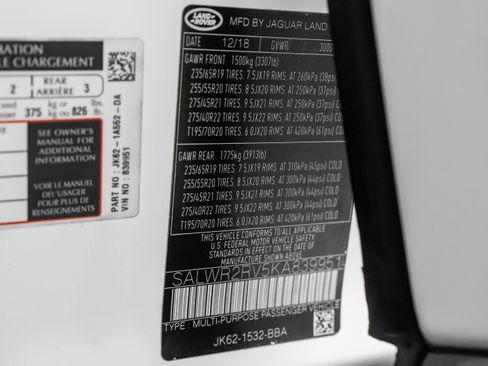 MATION
E CHARGEMENT
2 REAR ARRIÈRE 3
ceed 375 kg or kg ou 826 lb. lb.
SEE OWNER'S
MANUAL FOR
ADDITIONAL
INFORMATION
VOIR LE MANUEL
DE L'USAGER
POUR PLUS DE
RENSEIGNEMENTS
PART NO : JK62-1A552-DA
VIN NO : 839951
LAND ROVER
MFD BY JAGUAR LAND
DATE 12/18 GVWR 3000
GAWR FRONT 1500kg (3307lb)
235/65R19 TIRES. 7.5JX19 RIMS. AT 260kPa (38psi)
255/55R20 TIRES. 8.5JX20 RIMS. AT 250kPa (37psi)
275/45R21 TIRES. 9.5JX21 RIMS. AT 250kPa (37psi)
275/40R22 TIRES. 9.5JX22 RIMS. AT 250kPa (37psi)
T195/70R20 TIRES. 6.0JX20 RIMS. AT 420kPa (61psi) C
GAWR REAR 1775kg (3913lb)
235/65R19 TIRES. 7.5JX19 RIMS. AT 310kPa (45psi) COLD
255/55R20 TIRES. 8.5JX20 RIMS. AT 300kPa (44psi) COLD
275/45R21 TIRES. 9.5JX21 RIMS. AT 300kPa (44psi) COLD
275/40R22 TIRES. 9.5JX22 RIMS. AT 300kPa (44psi) COLD
T195/70R20 TIRES. 6.0JX20 RIMS. AT 420kPa (61psi) COLD
THIS VEHICLE CONFORMS TO ALL APPLICABLE
U.S. FEDERAL MOTOR VEHICLE SAFETY
STANDARDS IN EFFECT ON THE DATE OF
MANUFACTURE SHOWN ABOVE
SALWR2RV5KA839951
TYPE : MULTI-PURPOSE PASSENGER VEHICLE
JK62-1532-BBA